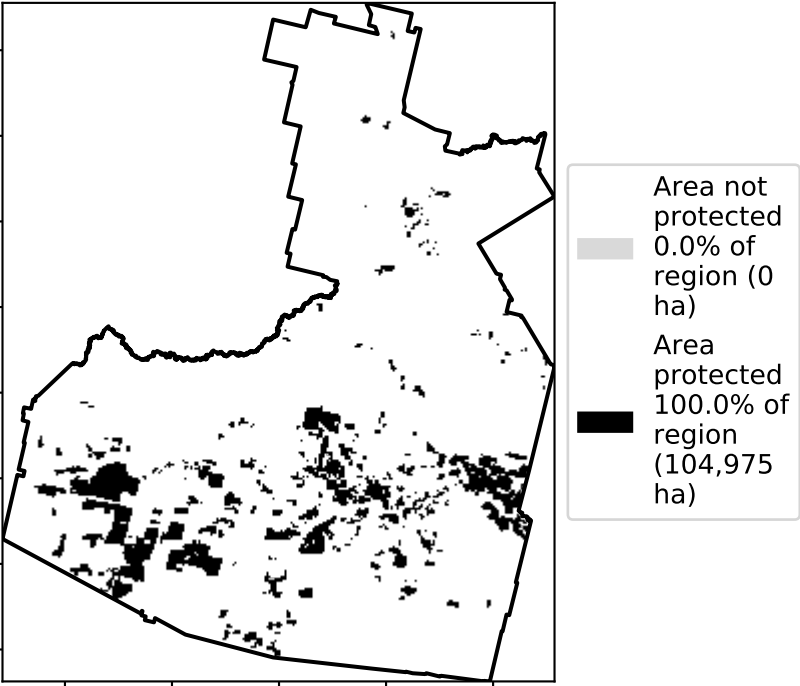 Area not
protected
0.0% of
region (0
ha)
Area
protected
100.0% of
region
(104,975
ha)